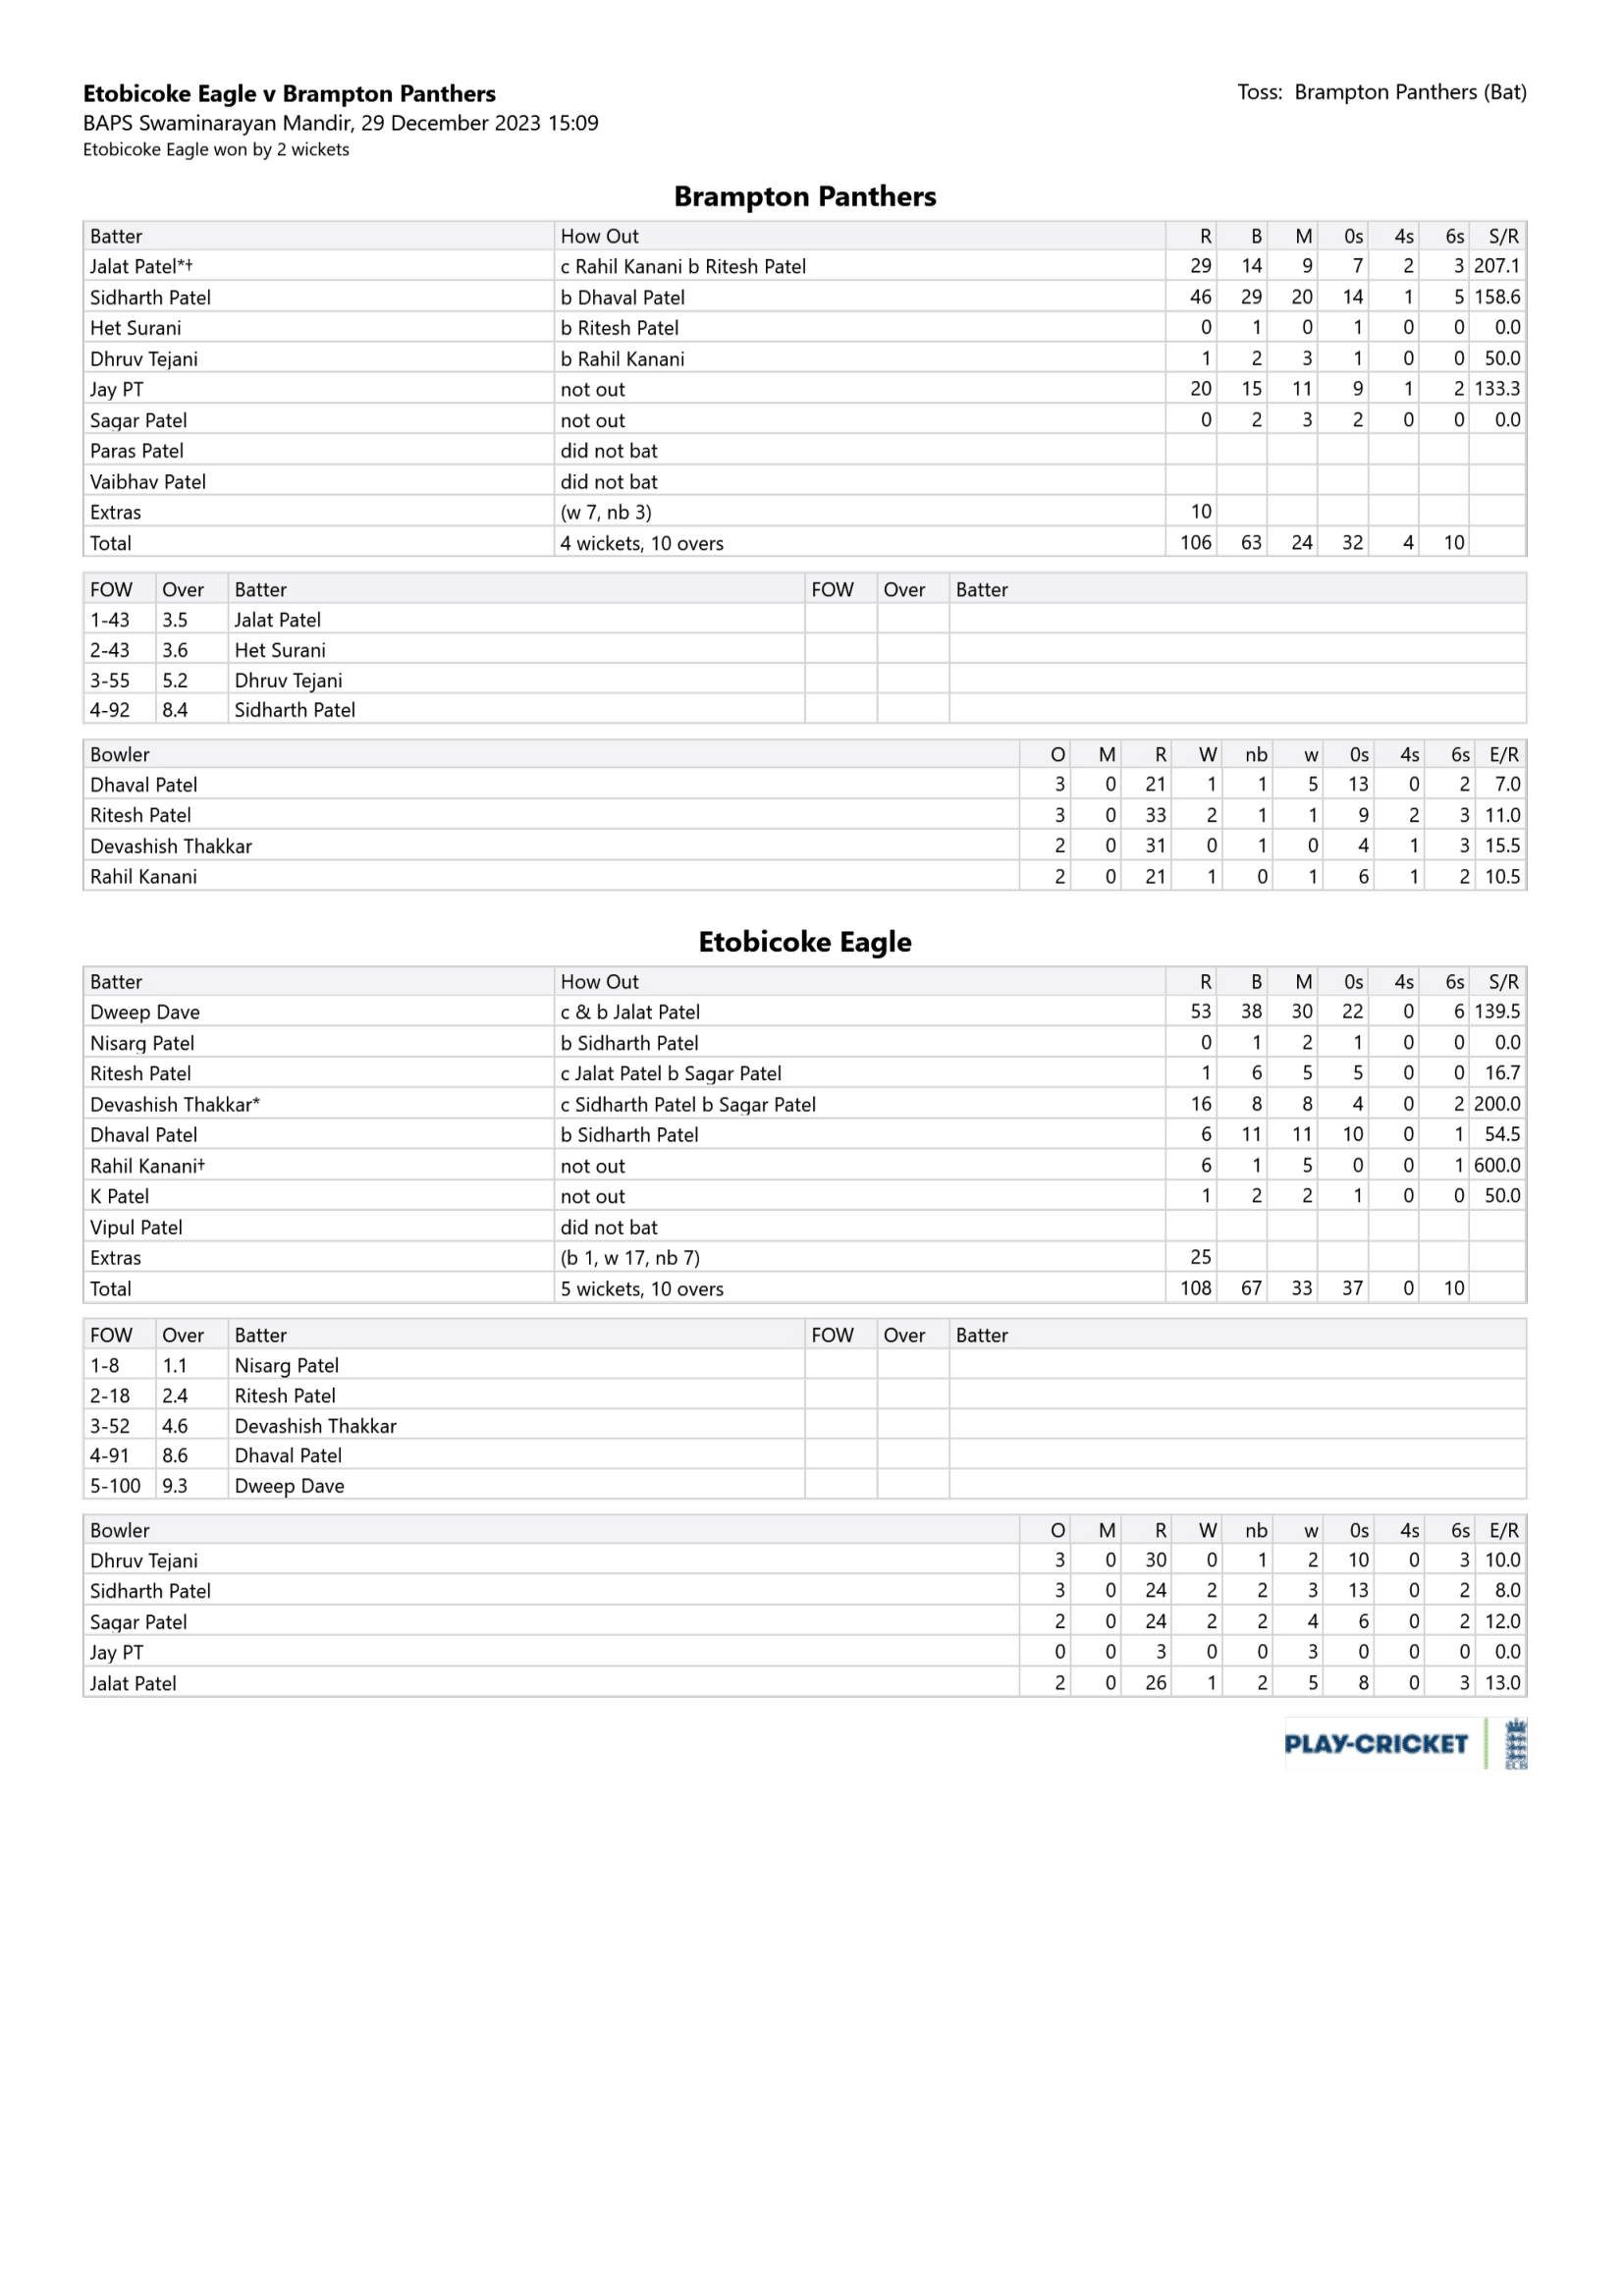 Etobicoke Eagle v Brampton Panthers Toss: Brampton Panthers (Bat)
BAPS Swaminarayan Mandir, 29 December 2023 15:09
Etobicoke Eagle won by 2 wickets
Brampton Panthers
Batter How Out R B M 0s 4s 6s S/R
Jalat Patel*† c Rahil Kanani b Ritesh Patel 29 14 9 7 2 3 207.1
Sidharth Patel b Dhaval Patel 46 29 20 14 1 5 158.6
Het Surani b Ritesh Patel 0 1 0 1 0 0 0.0
Dhruv Tejani b Rahil Kanani 1 2 3 1 0 0 50.0
Jay PT not out 20 15 11 9 1 2 133.3
Sagar Patel not out 0 2 3 2 0 0 0.0
Paras Patel did not bat
Vaibhav Patel did not bat
Extras (w 7, nb 3) 10
Total 4 wickets, 10 overs 106 63 24 32 4 10
FOW Over Batter FOW Over Batter
1-43 3.5 Jalat Patel
2-43 3.6 Het Surani
3-55 5.2 Dhruv Tejani
4-92 8.4 Sidharth Patel
Bowler O M R W nb w 0s 4s 6s E/R
Dhaval Patel 3 0 21 1 1 5 13 0 2 7.0
Ritesh Patel 3 0 33 2 1 1 9 2 3 11.0
Devashish Thakkar 2 0 31 0 1 0 4 1 3 15.5
Rahil Kanani 2 0 21 1 0 1 6 1 2 10.5
Etobicoke Eagle
Batter How Out R B M 0s 4s 6s S/R
Dweep Dave c & b Jalat Patel 53 38 30 22 0 6 139.5
Nisarg Patel b Sidharth Patel 0 1 2 1 0 0 0.0
Ritesh Patel c Jalat Patel b Sagar Patel 1 6 5 5 0 0 16.7
Devashish Thakkar* c Sidharth Patel b Sagar Patel 16 8 8 4 0 2 200.0
Dhaval Patel b Sidharth Patel 6 11 11 10 0 1 54.5
Rahil Kanani† not out 6 1 5 0 0 1 600.0
K Patel not out 1 2 2 1 0 0 50.0
Vipul Patel did not bat
Extras (b 1, w 17, nb 7) 25
Total 5 wickets, 10 overs 108 67 33 37 0 10
FOW Over Batter FOW Over Batter
1-8 1.1 Nisarg Patel
2-18 2.4 Ritesh Patel
3-52 4.6 Devashish Thakkar
4-91 8.6 Dhaval Patel
5-100 9.3 Dweep Dave
Bowler O M R W nb w 0s 4s 6s E/R
Dhruv Tejani 3 0 30 0 1 2 10 0 3 10.0
Sidharth Patel 3 0 24 2 2 3 13 0 2 8.0
Sagar Patel 2 0 24 2 2 4 6 0 2 12.0
Jay PT 0 0 3 0 0 3 0 0 0 0.0
Jalat Patel 2 0 26 1 2 5 8 0 3 13.0
PLAY-CRICKET ECB